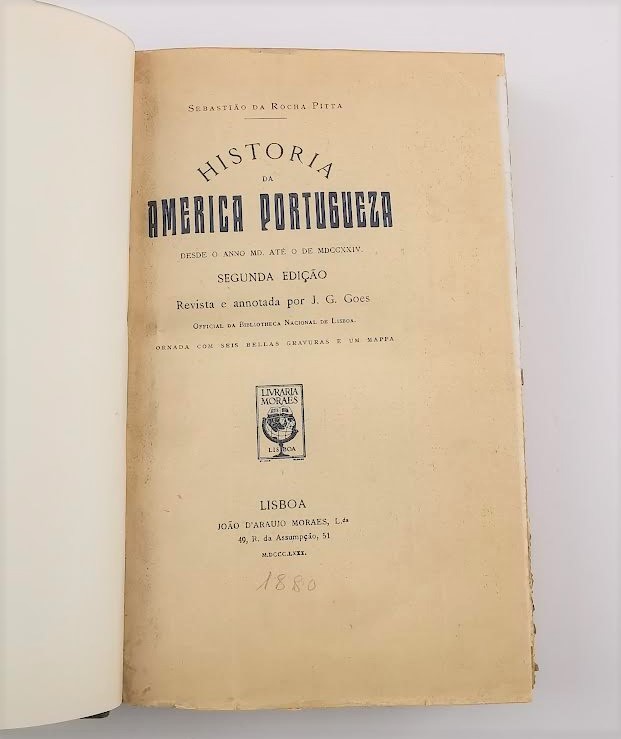 SEBASTIÃO DA ROCHA PITTA
HISTORIA
DA
AMERICA PORTUGUEZA
DESDE O ANNO MD. ATÉ O DE MDCCXXIV.
SEGUNDA EDIÇÃO
Revista e annotada por J. G. Goes
OFFICIAL DA BIBLIOTHECA NACIONAL DE LISBOA.
ORNADA COM SEIS BELLAS GRAVURAS E UM MAPPA
LIVRARIA
MORAES
LISBOA
LISBOA
JOÃO D'ARAUJO MORAES, L.da
49, R. da Assumpção, 51
M.DCCC.LXXX.
1880